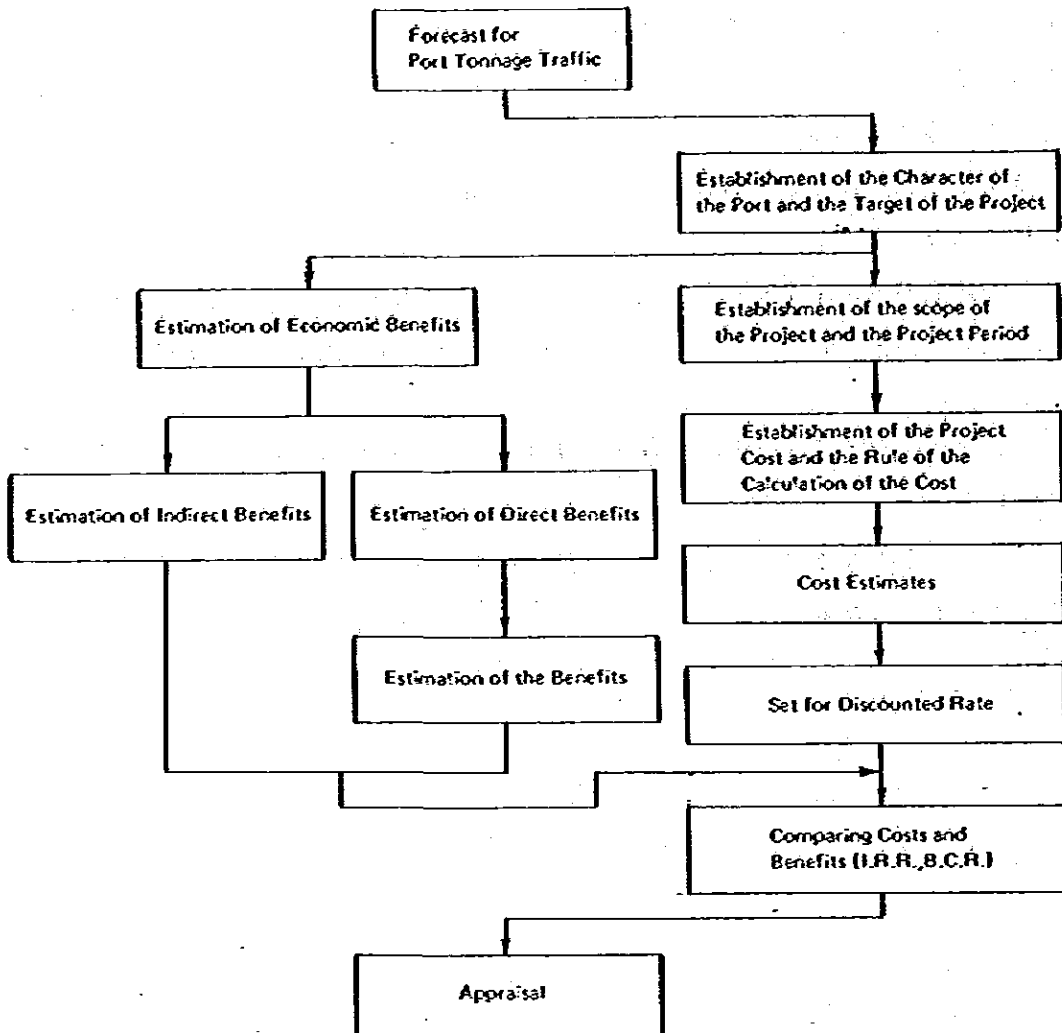 Forecast for
Port Tonnage Traffic
Establishment of the Character of
the Port and the Target of the Project
Estimation of Economic Benefits
Establishment of the scope of
the Project and the Project Period
Establishment of the Project
Cost and the Rule of the
Calculation of the Cost
Estimation of Indirect Benefits
Estimation of Direct Benefits
Cost Estimates
Estimation of the Benefits
Set for Discounted Rate
Comparing Costs and
Benefits (I.R.R., B.C.R.)
Appraisal